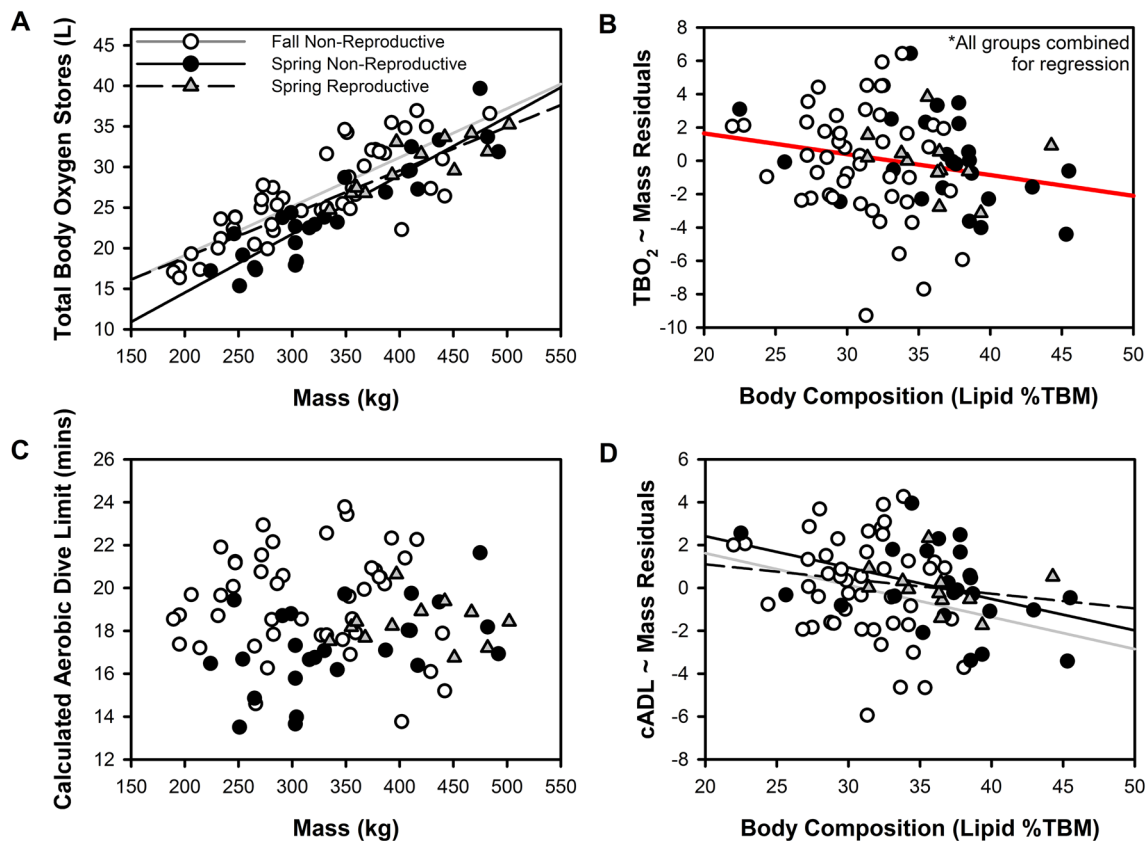 A
Total Body Oxygen Stores (L)
45
40
35
30
25
20
15
10
Fall Non-Reproductive
Spring Non-Reproductive
Spring Reproductive
150 200 250 300 350 400 450 500 550
Mass (kg)
B
TBO2 ~ Mass Residuals
8
6
4
2
0
-2
-4
-6
-8
-10
*All groups combined
for regression
20 25 30 35 40 45 50
Body Composition (Lipid %TBM)
C
Calculated Aerobic Dive Limit (mins)
26
24
22
20
18
16
14
12
150 200 250 300 350 400 450 500 550
Mass (kg)
D
cADL ~ Mass Residuals
6
4
2
0
-2
-4
-6
-8
20 25 30 35 40 45 50
Body Composition (Lipid %TBM)